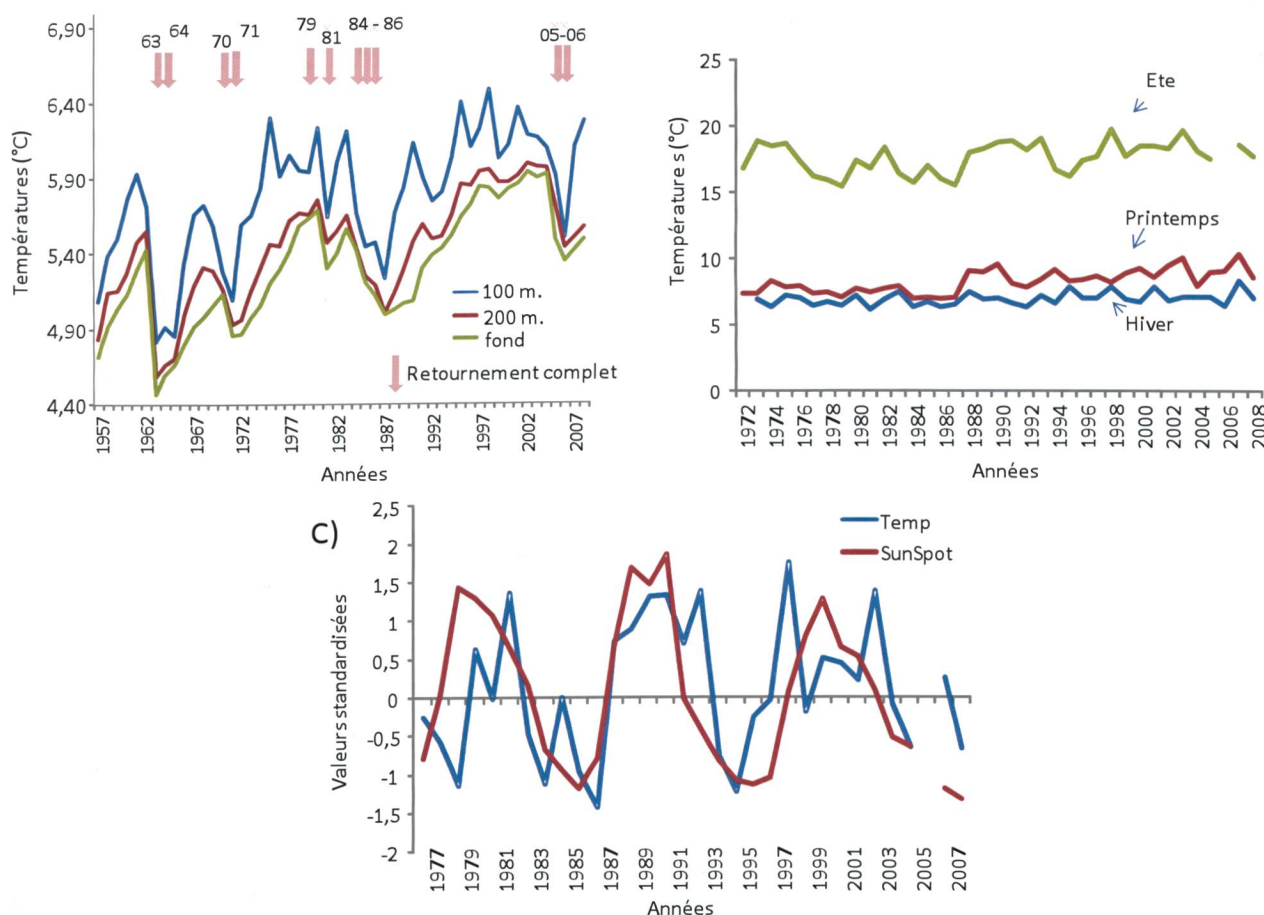 6,90
6,40
5,90
5,40
4,90
4,40
Températures (°C)
63 64 70 71 79 81 84 - 86 05-06
100 m.
200 m.
fond
Retournement complet
1957 1962 1967 1972 1977 1982 1987 1992 1997 2002 2007
Années
25
20
15
10
5
0
Température s (°C)
Ete
Printemps
Hiver
1972 1974 1976 1978 1980 1982 1984 1986 1988 1990 1992 1994 1996 1998 2000 2002 2004 2006 2008
Années
C)
2,5
2
1,5
1
0,5
0
-0,5
-1
-1,5
-2
Valeurs standardisées
Temp
SunSpot
1977 1979 1981 1983 1985 1987 1989 1991 1993 1995 1997 1999 2001 2003 2005 2007
Années